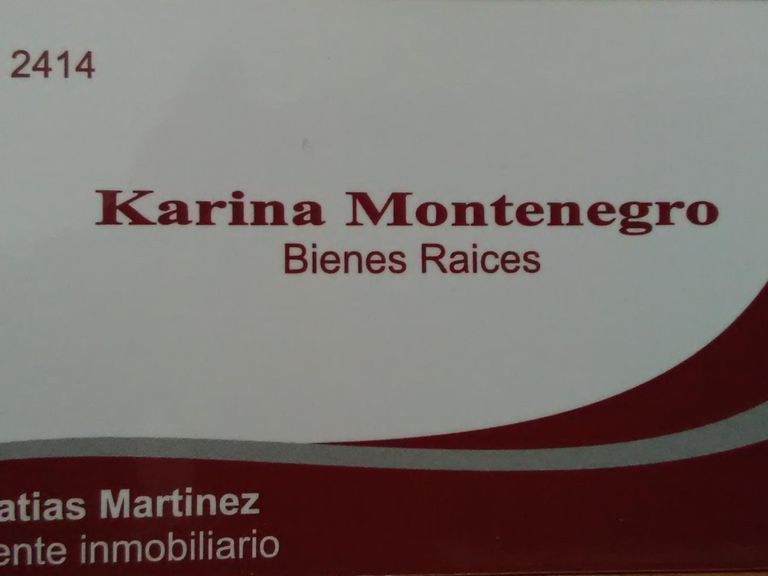 2414
Karina Montenegro
Bienes Raices
atias Martinez
ente inmobiliario